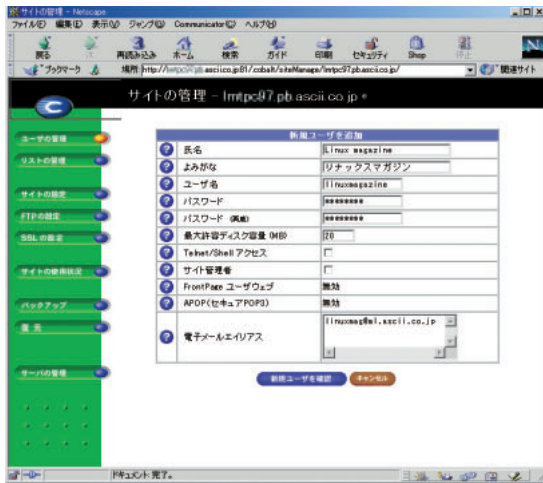 サイトの管理 - Netscape
ファイル(F) 編集(E) 表示(V) ジャンプ(G) Communicator(C) ヘルプ(H)
戻る 再読み込み ホーム 検索 ガイド 印刷 セキュリティ Shop 停止
ブックマーク 場所 関連サイト
サイトの管理 - lmtpc97.pb.ascii.co.jp
ユーザの管理
リストの管理
サイトの設定
FTPの設定
SSLの設定
サイトの使用状況
バックアップ
復元
サーバの管理
新規ユーザを追加
氏名 Linux magazine
よみがな リナックスマガジン
ユーザ名 linuxmagazine
パスワード ********
パスワード (再度) ********
最大許容ディスク容量 (MB) 20
Telnet/Shell アクセス
サイト管理者
FrontPage ユーザウェブ 無効
APOP(セキュアPOP3) 無効
電子メールエイリアス linuxmag@ml.ascii.co.jp
新規ユーザを確認 キャンセル
ドキュメント: 完了。